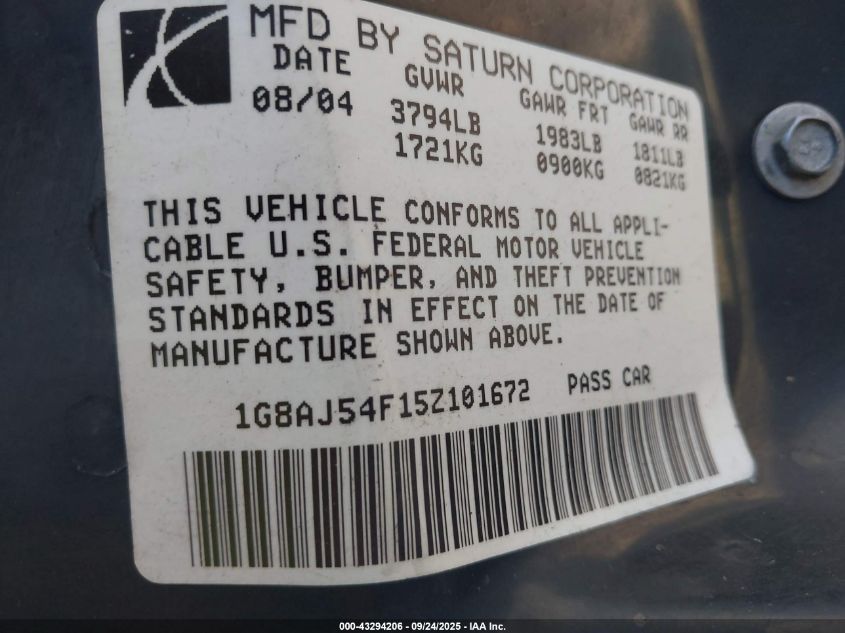 MFD BY SATURN CORPORATION
DATE GVWR GAWR FRT GAWR RR
08/04 3794LB 1983LB 1811LB
1721KG 0900KG 0821KG
THIS VEHICLE CONFORMS TO ALL APPLI-
CABLE U.S. FEDERAL MOTOR VEHICLE
SAFETY, BUMPER, AND THEFT PREVENTION
STANDARDS IN EFFECT ON THE DATE OF
MANUFACTURE SHOWN ABOVE.
1G8AJ54F15Z101672 PASS CAR
000-43294206 - 09/24/2025 - IAA Inc.